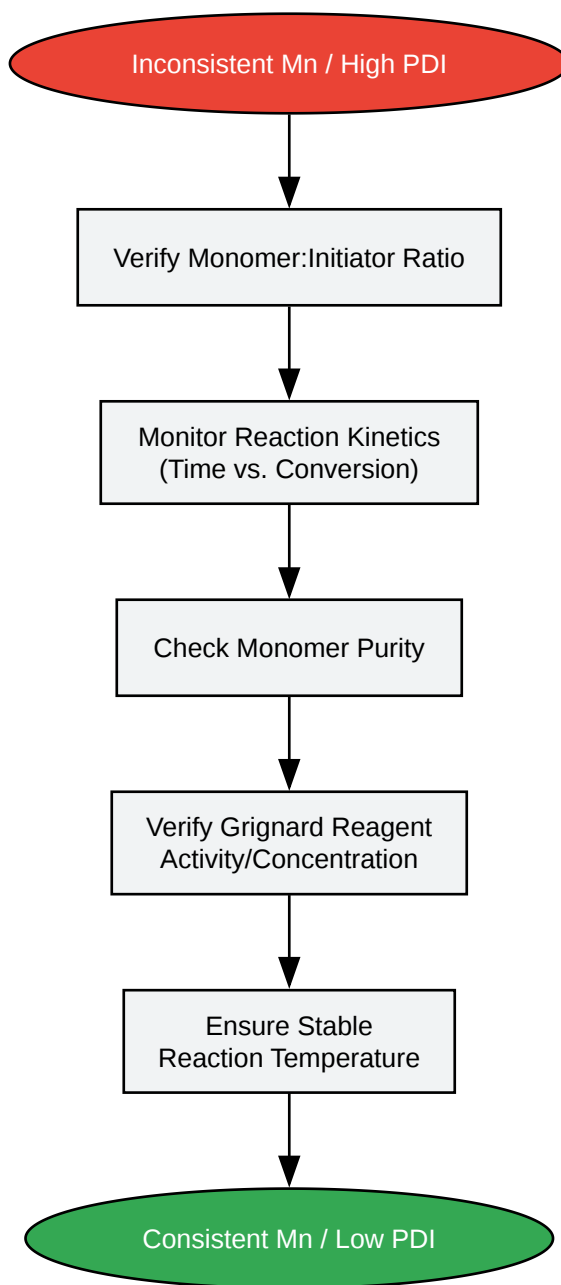 Inconsistent Mn / High PDI
Verify Monomer:Initiator Ratio
Monitor Reaction Kinetics
(Time vs. Conversion)
Check Monomer Purity
Verify Grignard Reagent
Activity/Concentration
Ensure Stable
Reaction Temperature
Consistent Mn / Low PDI